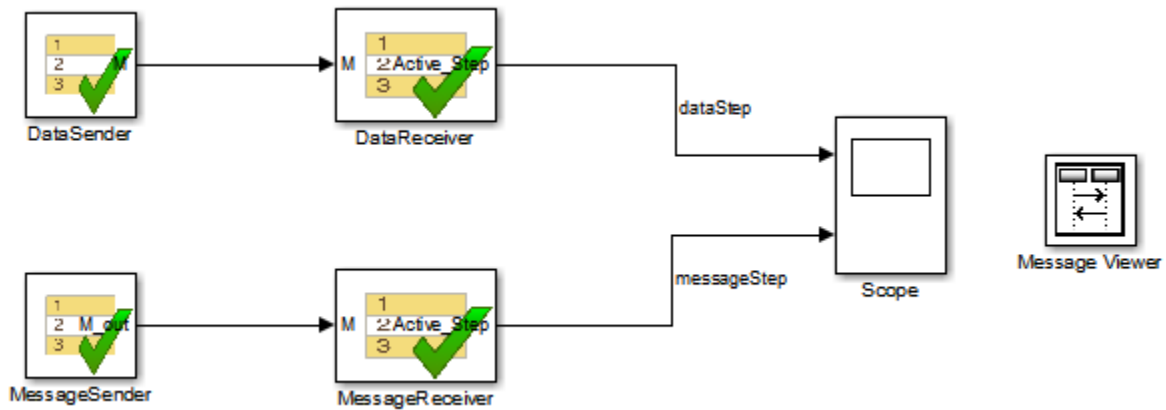 1
2 M
3
DataSender
M
1
2 Active_Step
3
DataReceiver
dataStep
Scope
Message Viewer
1
2 M_out
3
MessageSender
M
1
2 Active_Step
3
MessageReceiver
messageStep